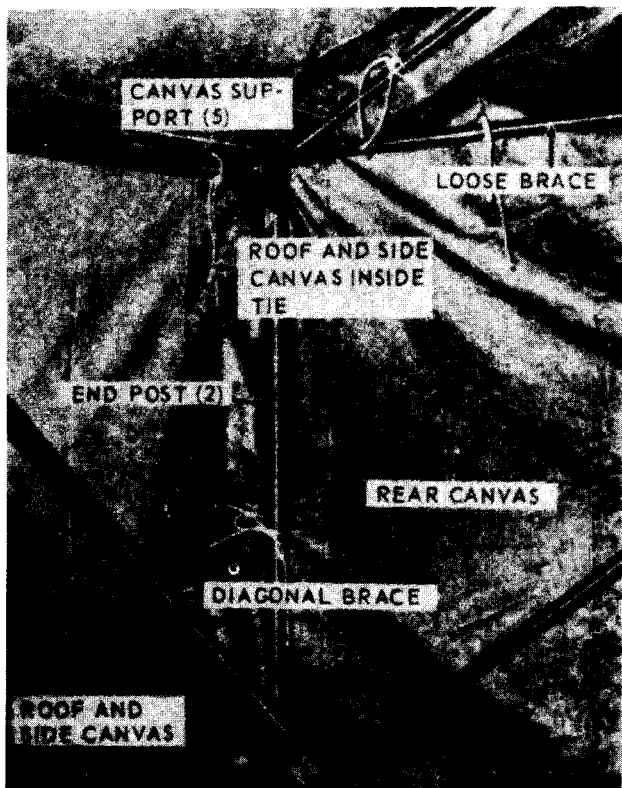 CANVAS SUP-
PORT (5)
LOOSE BRACE
ROOF AND SIDE
CANVAS INSIDE
TIE
END POST (2)
REAR CANVAS
DIAGONAL BRACE
ROOF AND
SIDE CANVAS